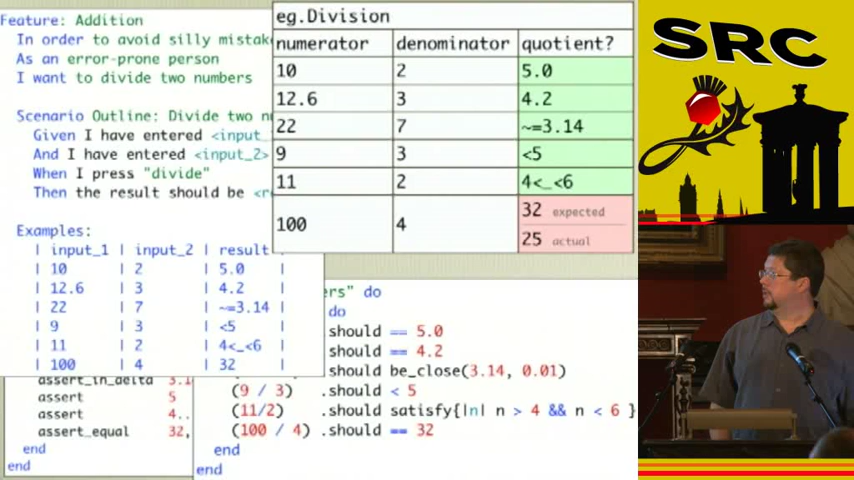 Feature: Addition
In order to avoid silly
As an error-prone person
I want to divide two numbers
Scenario Outline: Divide two
Given I have entered
And I have entered <input_2>
When I press "divide"
Then the result should be
Examples:
| input_1 | input_2 | result |
| 10 | 2 | 5.0 |
| 12.6 | 3 | 4.2 |
| 22 | 7 | ~=3.14 |
| 9 | 3 | <5 |
| 11 | 2 | 4<_<6 |
| 100 | 4 | 32 |
eg.Division
numerator denominator quotient?
10 2 5.0
12.6 3 4.2
22 7 ~=3.14
9 3 <5
11 2 4<_<6
100 4 32 expected
25 actual
assert_in_delta 3.1
assert 5
assert 4..
assert_equal 32,
end
end
do
do
.should == 5.0
.should == 4.2
.should be_close(3.14, 0.01)
(9 / 3) .should < 5
(11/2) .should satisfy{|n| n > 4 && n < 6 }
(100 / 4) .should == 32
end
end
SRC